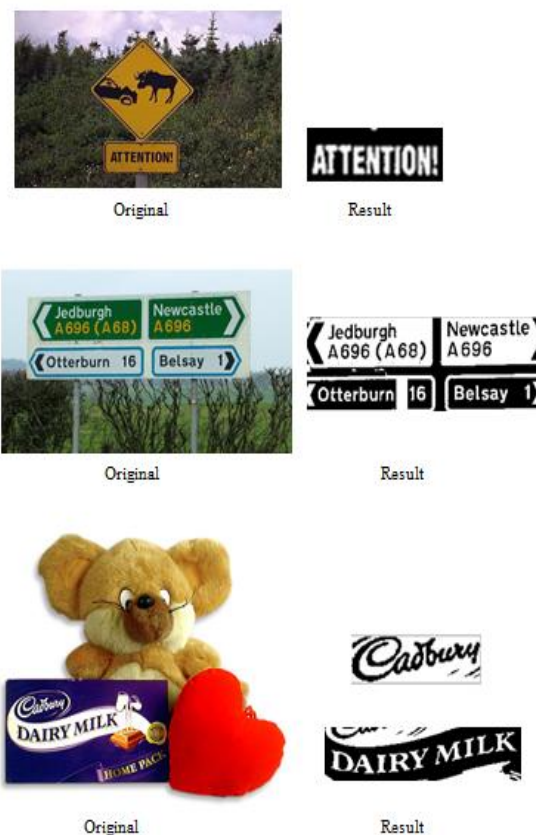 ATTENTION!
ATTENTION!
Original Result
Jedburgh Newcastle
A696 (A68) A696
Otterburn 16 Belsay 1
Jedburgh Newcastle
A696 (A68) A696
Otterburn 16 Belsay 1
Original Result
Cadbury
DAIRY MILK
HOME PACK
Cadbury
DAIRY MILK
Original Result